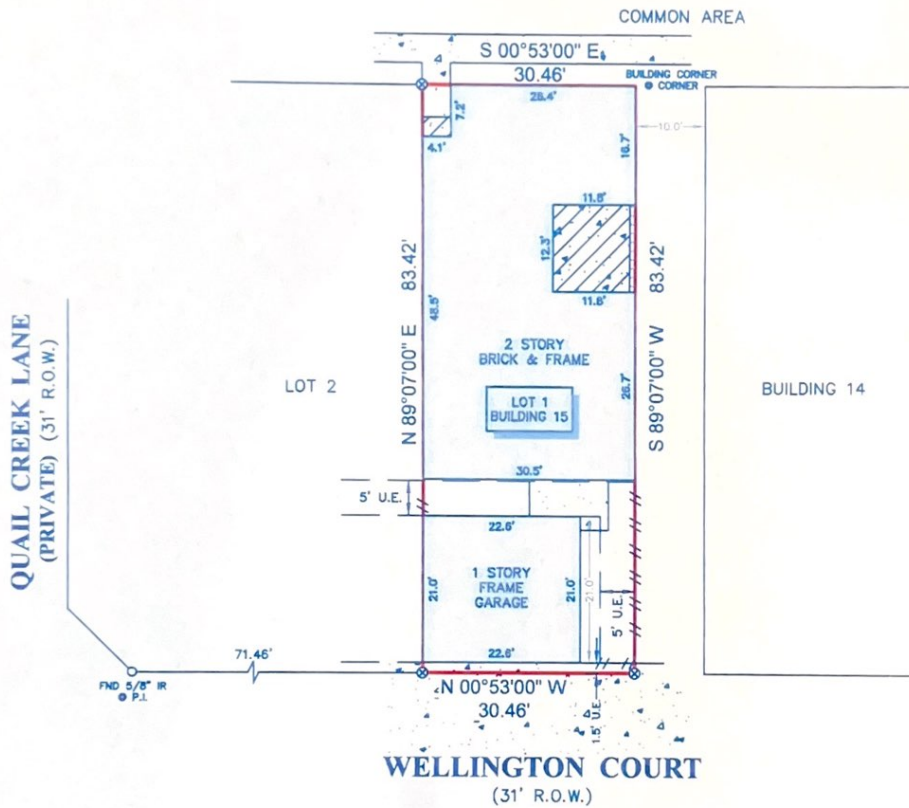 COMMON AREA
S 00°53'00" E
30.46'
BUILDING CORNER
@ CORNER
26.4'
7.2'
4.1'
16.7'
10.0'
11.8'
12.3'
11.8'
N 89°07'00" E 83.42'
48.5'
S 89°07'00" W 83.42'
26.7'
2 STORY
BRICK & FRAME
LOT 1
BUILDING 15
LOT 2
BUILDING 14
QUAIL CREEK LANE
(PRIVATE) (31' R.O.W.)
30.5'
5' U.E.
22.6'
1 STORY
FRAME
GARAGE
21.0'
21.0'
21.0'
5' U.E.
22.6'
71.46'
FND 5/8" IR
@ P.I.
N 00°53'00" W
30.46'
1.5' U.E.
WELLINGTON COURT
(31' R.O.W.)